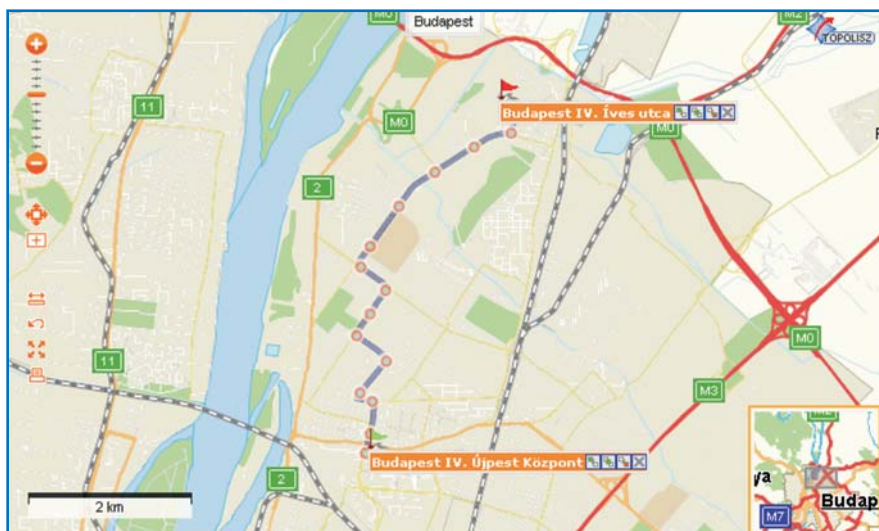 M0
Budapest
M2
TOPOLISZ
11
M0
Budapest IV. Íves utca
M0
2
M0
11
M3
Budapest IV. Újpest Központ
2
2 km
ya
Budap
M7